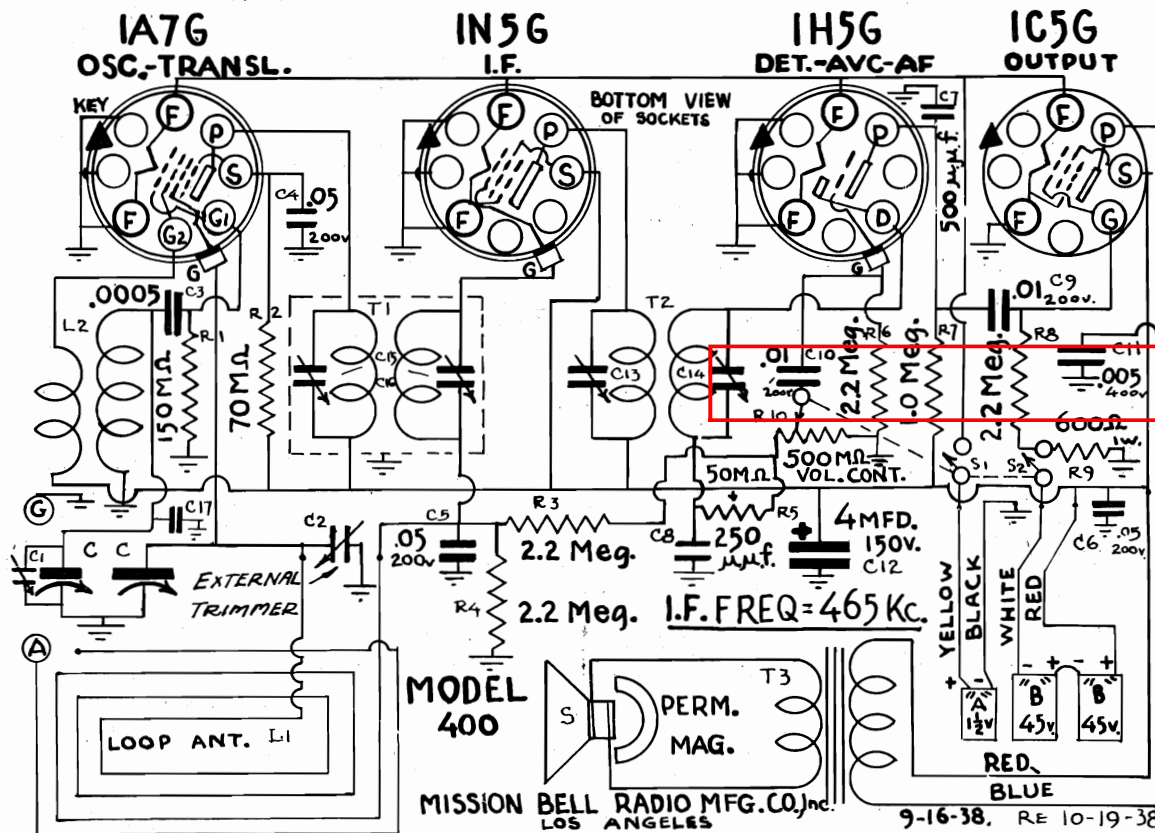 1A7G
OSC.-TRANSL.
1N5G
I.F.
1H5G
DET.-AVC-AF
1C5G
OUTPUT
KEY
BOTTOM VIEW
OF SOCKETS
F
P
S
F
G2
G1
G
F
P
S
F
G
F
P
F
D
G
F
P
F
G
C4 .05
200v
C7
500 µµf.
.0005 C3
L2
R1
150MΩ
R2
70MΩ
T1
C15
C16
T2
C13
C14
.01 C10
200v
R10
500MΩ
VOL. CONT.
2.2 Meg.
R6
1.0 Meg.
R7
.01 C9
200v.
2.2 Meg.
R8
C11
.005
400v
600Ω
1w.
R9
S1
S2
G
C17
C1
C
C
C2
EXTERNAL
TRIMMER
C5
.05
200v
R3
2.2 Meg.
R4
2.2 Meg.
50MΩ
R5
C8
250
µµf.
+
4MFD.
150V.
C12
I.F. FREQ=465 Kc.
YELLOW
BLACK
WHITE
RED
C6
.05
200v
A
LOOP ANT. L1
MODEL
400
S
PERM.
MAG.
T3
+ -
A
1½V
- +
B
45v.
- +
B
45v.
RED
BLUE
MISSION BELL RADIO MFG.CO,Inc.
LOS ANGELES
9-16-38. RE 10-19-38